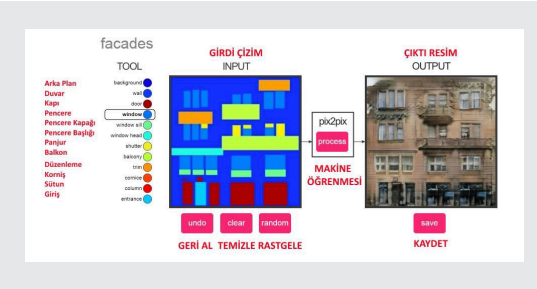 facades
GİRDİ ÇİZİM
ÇIKTI RESİM
TOOL
INPUT
OUTPUT
Arka Plan
background
Duvar
wall
Kapı
door
Pencere
window
Pencere Kapağı
window sill
Pencere Başlığı
window head
Panjur
shutter
Balkon
balcony
Düzenleme
trim
Korniş
cornice
Sütun
column
Giriş
entrance
pix2pix
process
MAKİNE
ÖĞRENMESİ
undo
clear
random
save
GERİ AL
TEMİZLE
RASTGELE
KAYDET